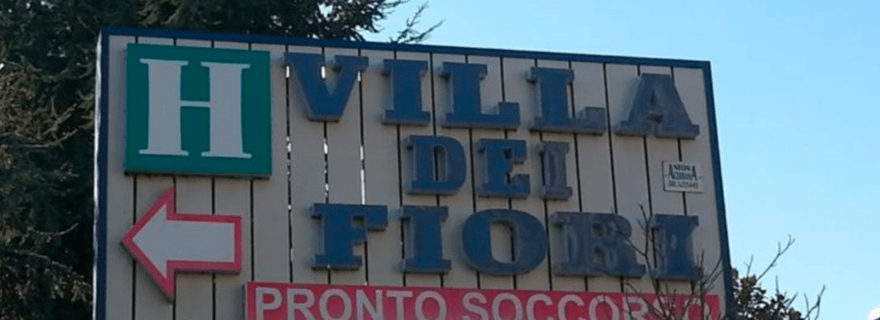 H
VILLA
DEI
FIORI
PRONTO SOCCORSO